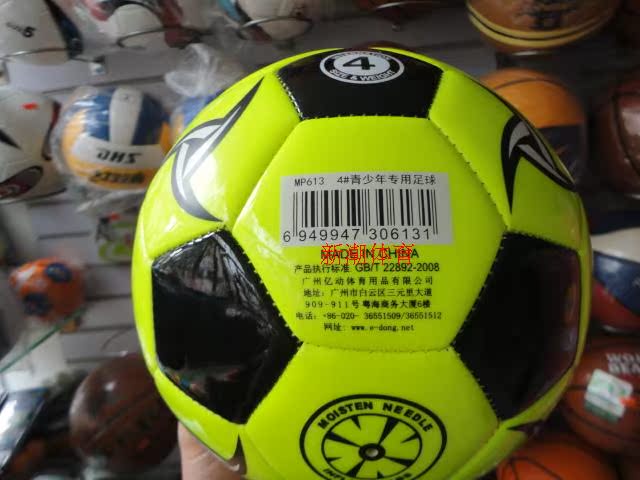 4
SIZE & WEIGHT
MP613 4#青少年专用足球
6 949947 306131
新潮体育
MADE IN CHINA
产品执行标准 GB/T 22892-2008
广州亿动体育用品有限公司
地址: 广州市白云区三元里大道
909-911号粤海商务大厦6楼
电话: +86-020- 36551509/36551512
网址: www.e-dong.net
MOISTEN NEEDLE